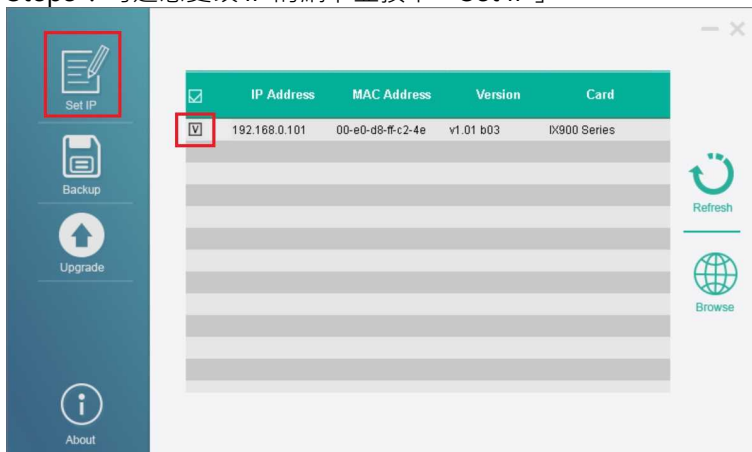 Set IP
Backup
Upgrade
About
IP Address MAC Address Version Card
V 192.168.0.101 00-e0-d8-ff-c2-4e v1.01 b03 IX900 Series
Refresh
Browse